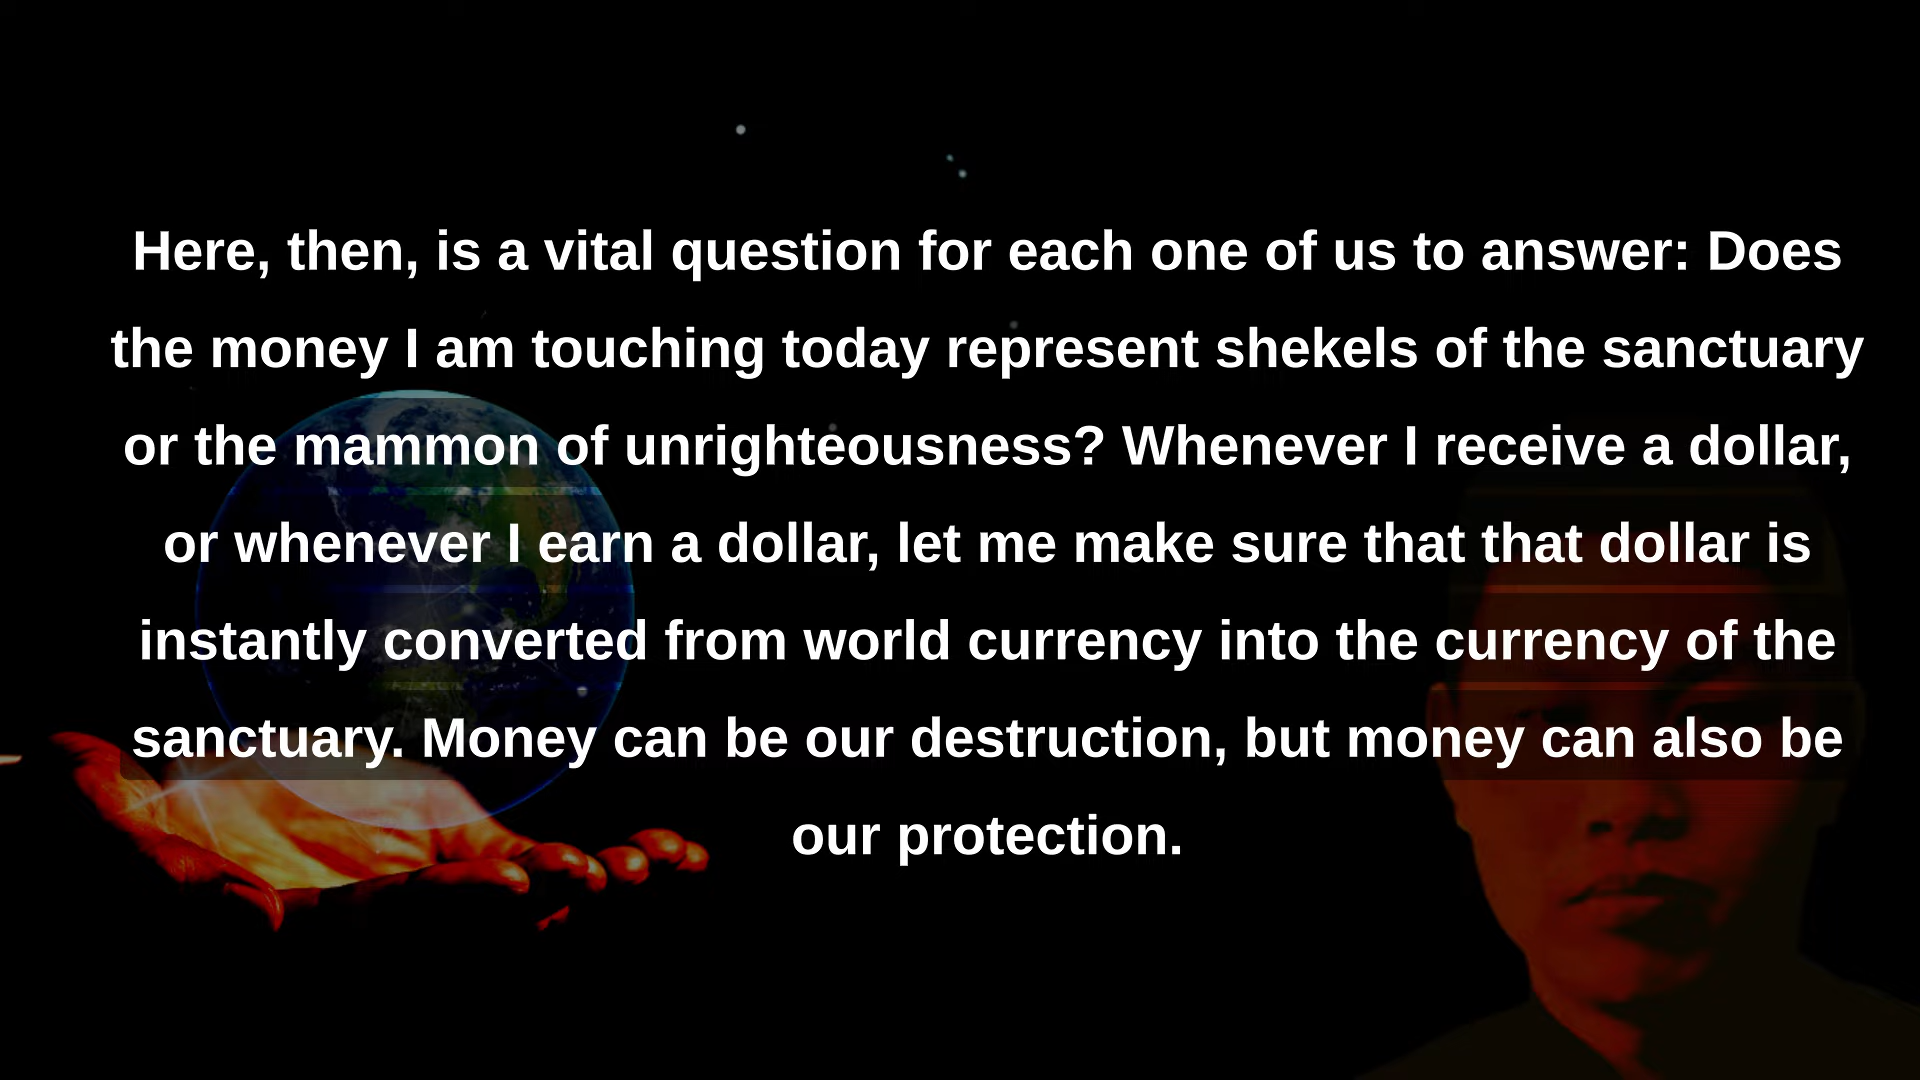 Here, then, is a vital question for each one of us to answer: Does
the money I am touching today represent shekels of the sanctuary
or the mammon of unrighteousness? Whenever I receive a dollar,
or whenever I earn a dollar, let me make sure that that dollar is
instantly converted from world currency into the currency of the
sanctuary. Money can be our destruction, but money can also be
our protection.